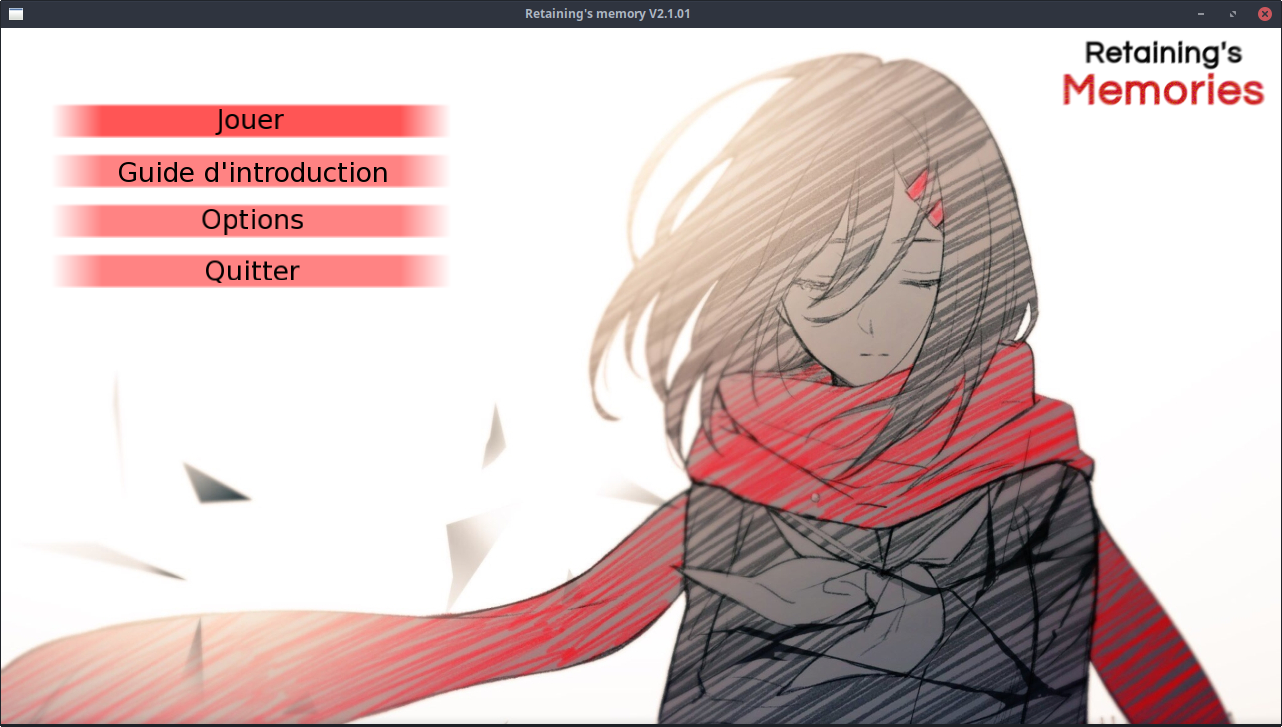 Retaining's memory V2.1.01
Retaining's
Memories
Jouer
Guide d'introduction
Options
Quitter